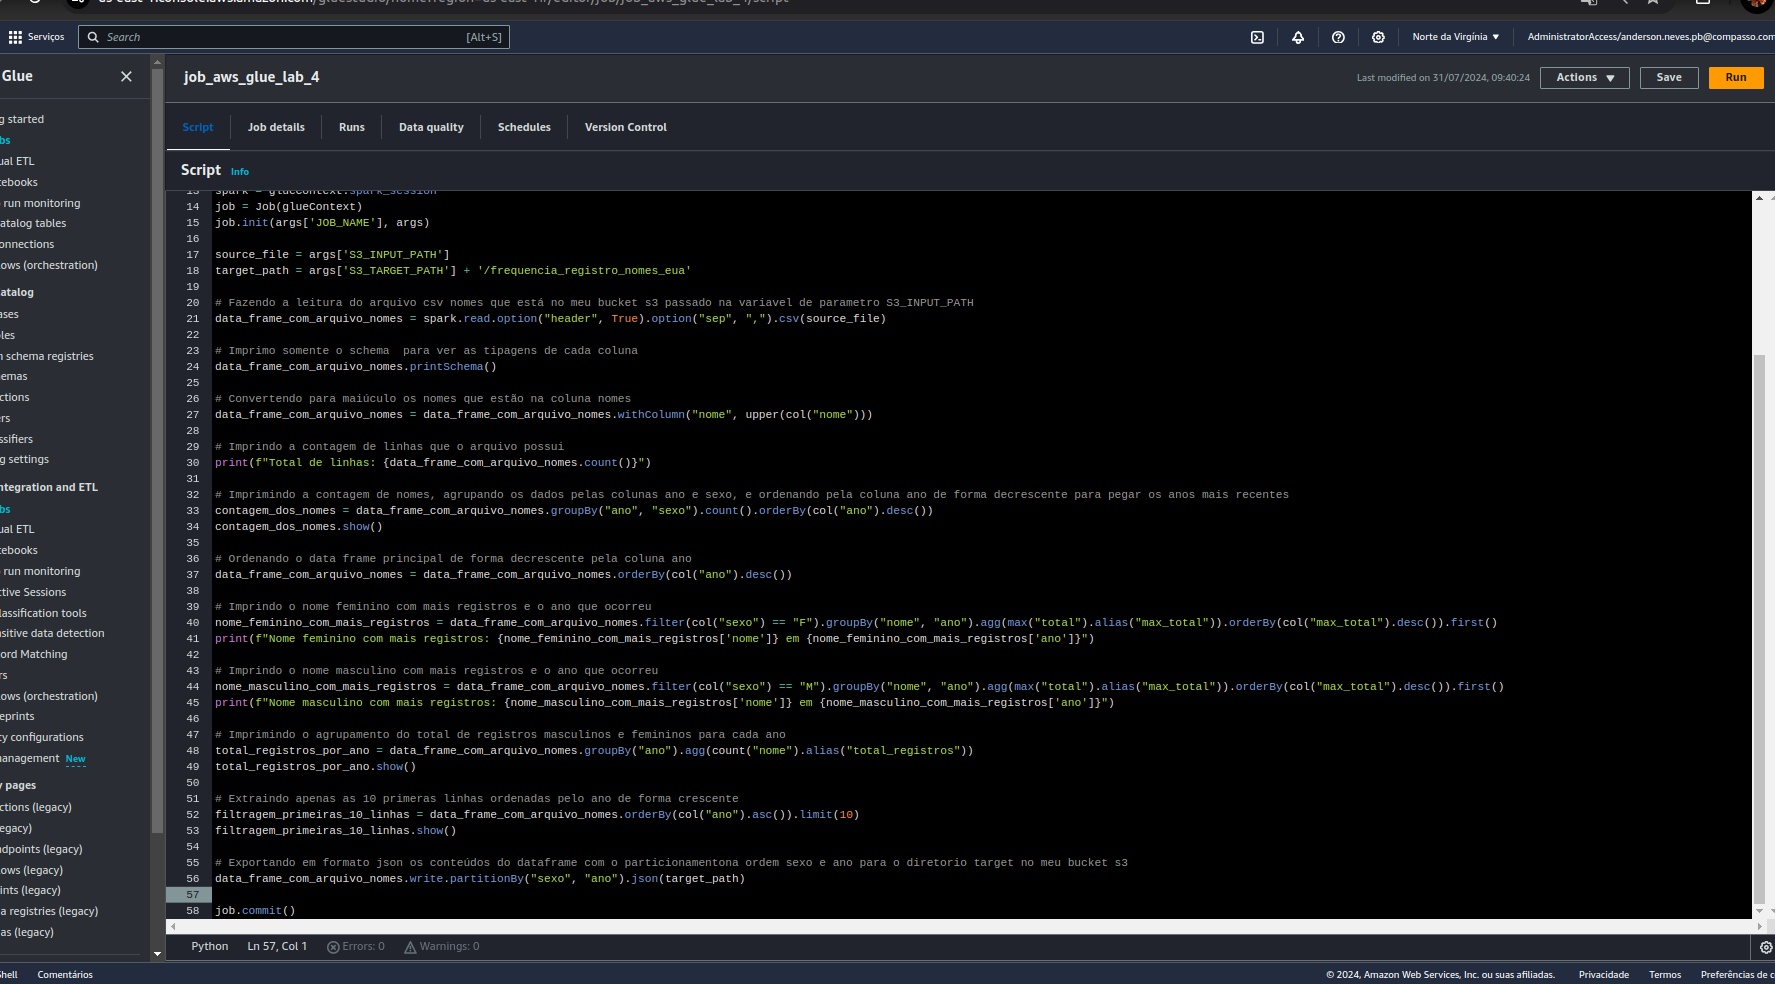 Serviços
Search
[Alt+S]
Norte da Virgínia ▼
AdministratorAccess/anderson.neves.pb@compasso.com
Glue
job_aws_glue_lab_4
Last modified on 31/07/2024, 09:40:24
Actions ▼
Save
Run
Script
Job details
Runs
Data quality
Schedules
Version Control
Script Info
g started
bs
ual ETL
tebooks
run monitoring
atalog tables
onnections
ows (orchestration)
atalog
ases
les
n schema registries
emas
ctions
rs
ssifiers
g settings
ntegration and ETL
bs
ual ETL
tebooks
run monitoring
ctive Sessions
lassification tools
sitive data detection
ord Matching
rs
ows (orchestration)
eprints
ty configurations
management New
y pages
ctions (legacy)
egacy)
ndpoints (legacy)
ows (legacy)
ints (legacy)
a registries (legacy)
as (legacy)
13 spark = glueContext.spark_session
14 job = Job(glueContext)
15 job.init(args['JOB_NAME'], args)
16
17 source_file = args['S3_INPUT_PATH']
18 target_path = args['S3_TARGET_PATH'] + '/frequencia_registro_nomes_eua'
19
20 # Fazendo a leitura do arquivo csv nomes que está no meu bucket s3 passado na variavel de parametro S3_INPUT_PATH
21 data_frame_com_arquivo_nomes = spark.read.option("header", True).option("sep", ",").csv(source_file)
22
23 # Imprimo somente o schema  para ver as tipagens de cada coluna
24 data_frame_com_arquivo_nomes.printSchema()
25
26 # Convertendo para maiúculo os nomes que estão na coluna nomes
27 data_frame_com_arquivo_nomes = data_frame_com_arquivo_nomes.withColumn("nome", upper(col("nome")))
28
29 # Imprindo a contagem de linhas que o arquivo possui
30 print(f"Total de linhas: {data_frame_com_arquivo_nomes.count()}")
31
32 # Imprimindo a contagem de nomes, agrupando os dados pelas colunas ano e sexo, e ordenando pela coluna ano de forma decrescente para pegar os anos mais recentes
33 contagem_dos_nomes = data_frame_com_arquivo_nomes.groupBy("ano", "sexo").count().orderBy(col("ano").desc())
34 contagem_dos_nomes.show()
35
36 # Ordenando o data frame principal de forma decrescente pela coluna ano
37 data_frame_com_arquivo_nomes = data_frame_com_arquivo_nomes.orderBy(col("ano").desc())
38
39 # Imprindo o nome feminino com mais registros e o ano que ocorreu
40 nome_feminino_com_mais_registros = data_frame_com_arquivo_nomes.filter(col("sexo") == "F").groupBy("nome", "ano").agg(max("total").alias("max_total")).orderBy(col("max_total").desc()).first()
41 print(f"Nome feminino com mais registros: {nome_feminino_com_mais_registros['nome']} em {nome_feminino_com_mais_registros['ano']}")
42
43 # Imprindo o nome masculino com mais registros e o ano que ocorreu
44 nome_masculino_com_mais_registros = data_frame_com_arquivo_nomes.filter(col("sexo") == "M").groupBy("nome", "ano").agg(max("total").alias("max_total")).orderBy(col("max_total").desc()).first()
45 print(f"Nome masculino com mais registros: {nome_masculino_com_mais_registros['nome']} em {nome_masculino_com_mais_registros['ano']}")
46
47 # Imprimindo o agrupamento do total de registros masculinos e femininos para cada ano
48 total_registros_por_ano = data_frame_com_arquivo_nomes.groupBy("ano").agg(count("nome").alias("total_registros"))
49 total_registros_por_ano.show()
50
51 # Extraindo apenas as 10 primeras linhas ordenadas pelo ano de forma crescente
52 filtragem_primeiras_10_linhas = data_frame_com_arquivo_nomes.orderBy(col("ano").asc()).limit(10)
53 filtragem_primeiras_10_linhas.show()
54
55 # Exportando em formato json os conteúdos do dataframe com o particionamentona ordem sexo e ano para o diretorio target no meu bucket s3
56 data_frame_com_arquivo_nomes.write.partitionBy("sexo", "ano").json(target_path)
57
58 job.commit()
Python
Ln 57, Col 1
Errors: 0
Warnings: 0
Shell
Comentários
© 2024, Amazon Web Services, Inc. ou suas afiliadas.
Privacidade
Termos
Preferências de c